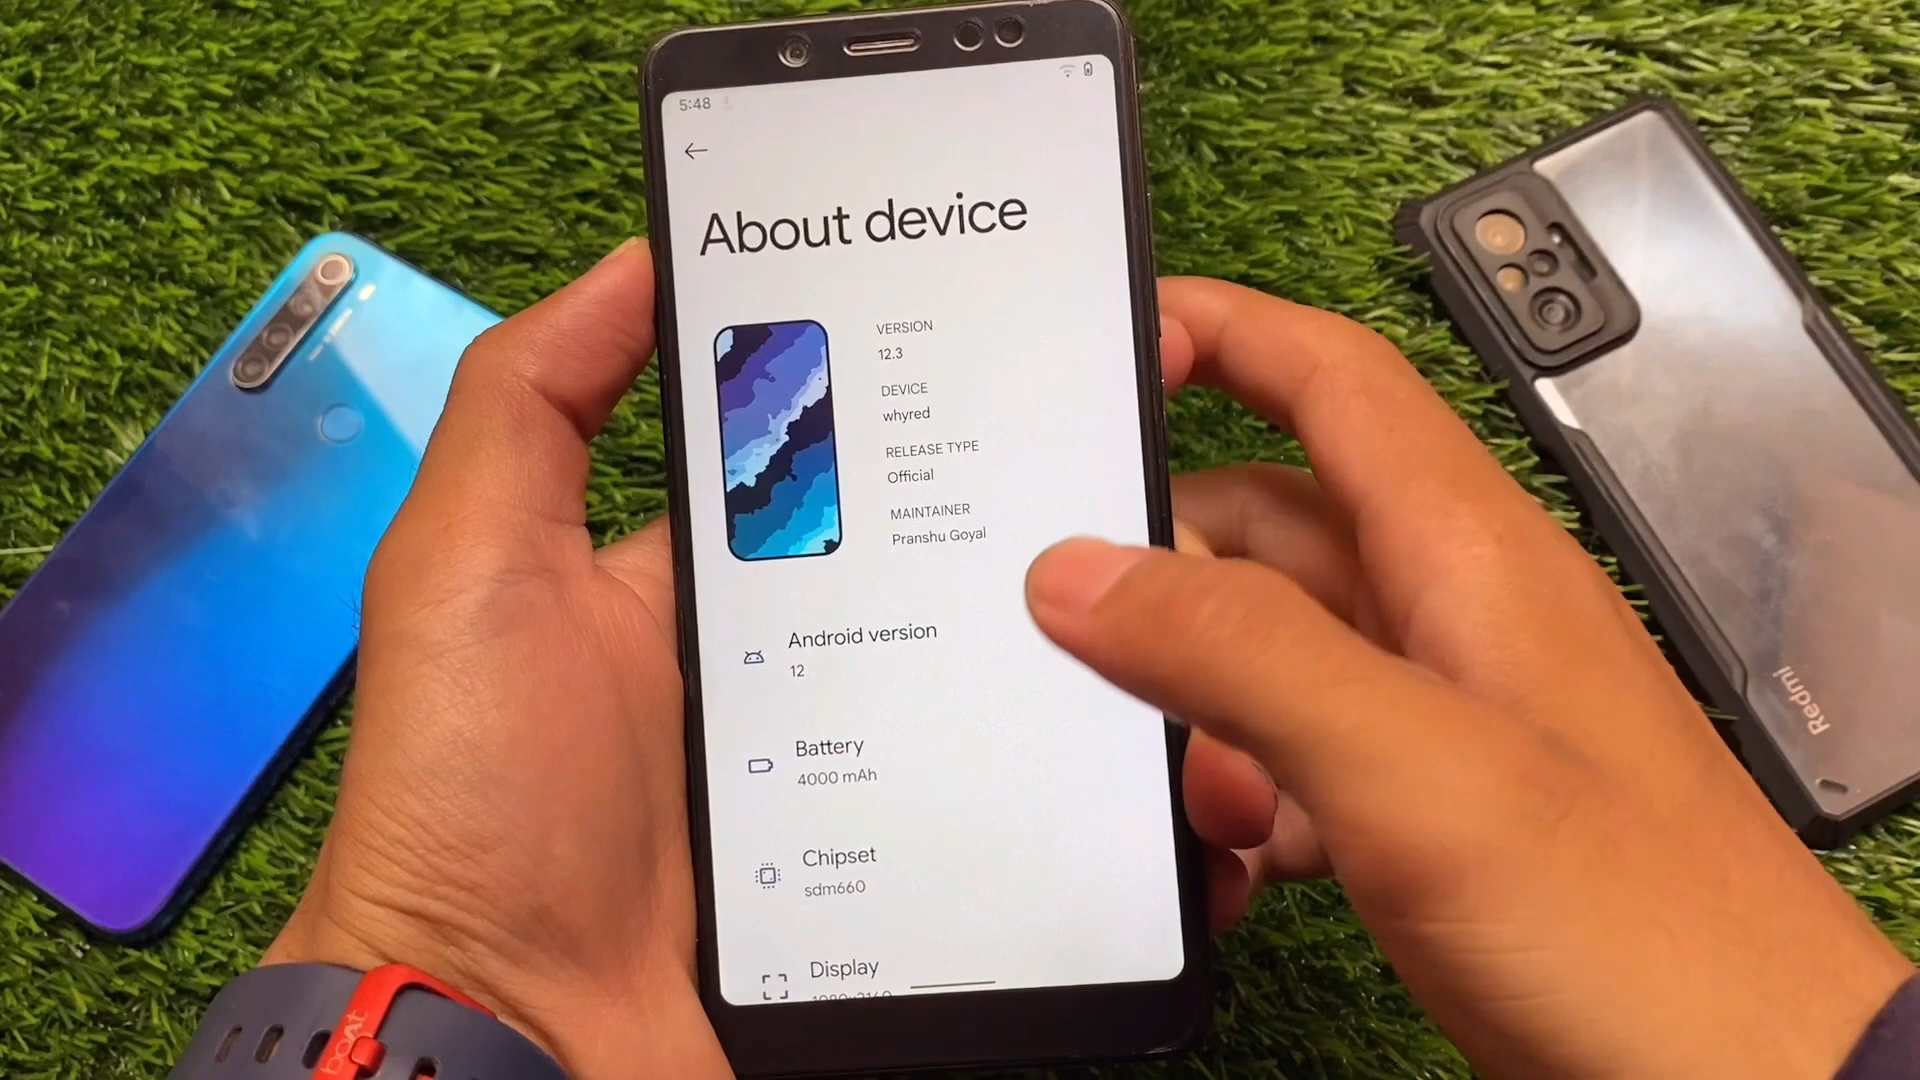 5:48
About device
VERSION
12.3
DEVICE
whyred
RELEASE TYPE
Official
MAINTAINER
Pranshu Goyal
Android version
12
Battery
4000 mAh
Chipset
sdm660
Display
Redmi
boAt